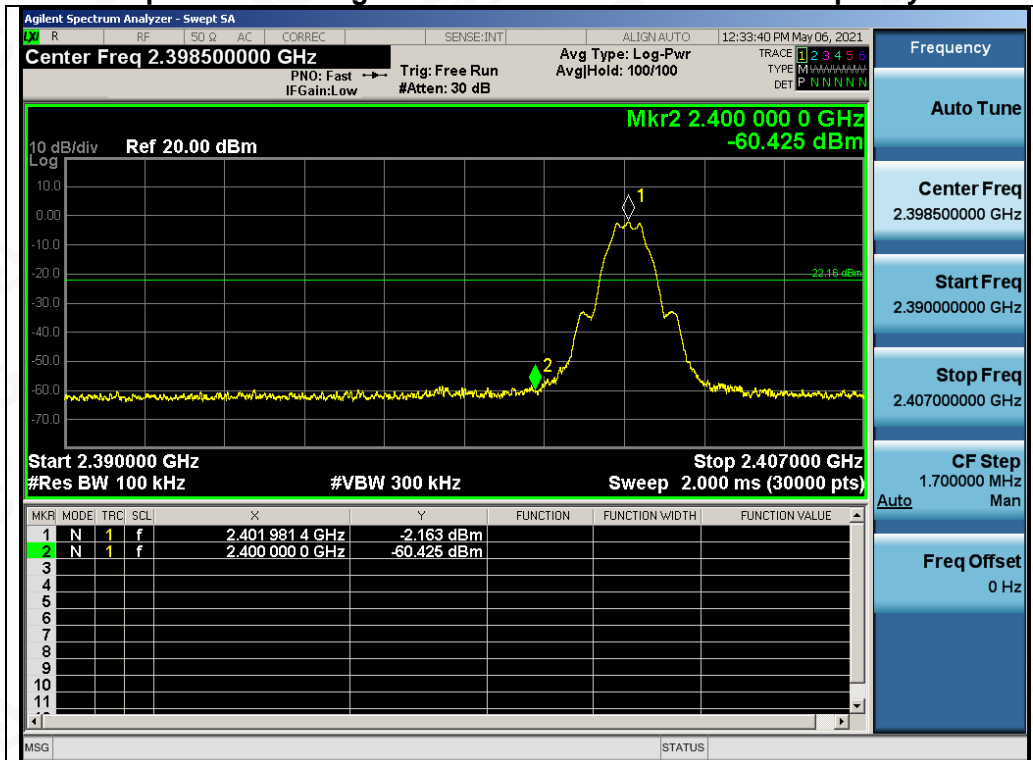 Agilent Spectrum Analyzer - Swept SA
LXI R RF 50 Ω AC CORREC SENSE:INT ALIGN AUTO 12:33:40 PM May 06, 2021
Center Freq 2.398500000 GHz
PNO: Fast
IFGain:Low
Trig: Free Run
#Atten: 30 dB
Avg Type: Log-Pwr
Avg|Hold: 100/100
TRACE 1 2 3 4 5 6
TYPE M WWWWW
DET P N N N N N
Mkr2 2.400 000 0 GHz
-60.425 dBm
10 dB/div Ref 20.00 dBm
Log
10.0
0.00
-10.0
-20.0
-30.0
-40.0
-50.0
-60.0
-70.0
1
-22.16 dBm
2
Start 2.390000 GHz Stop 2.407000 GHz
#Res BW 100 kHz #VBW 300 kHz Sweep 2.000 ms (30000 pts)
MKR MODE TRC SCL X Y FUNCTION FUNCTION WIDTH FUNCTION VALUE
1 N 1 f 2.401 981 4 GHz -2.163 dBm
2 N 1 f 2.400 000 0 GHz -60.425 dBm
3
4
5
6
7
8
9
10
11
MSG STATUS
Frequency
Auto Tune
Center Freq
2.398500000 GHz
Start Freq
2.390000000 GHz
Stop Freq
2.407000000 GHz
CF Step
1.700000 MHz
Auto Man
Freq Offset
0 Hz